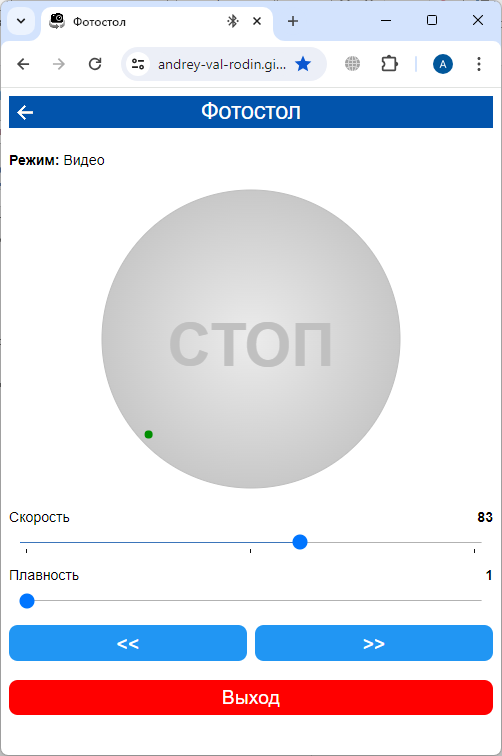 Фотостол
andrey-val-rodin.gi...
A
Фотостол
Режим: Видео
СТОП
Скорость 83
Плавность 1
<< >>
Выход